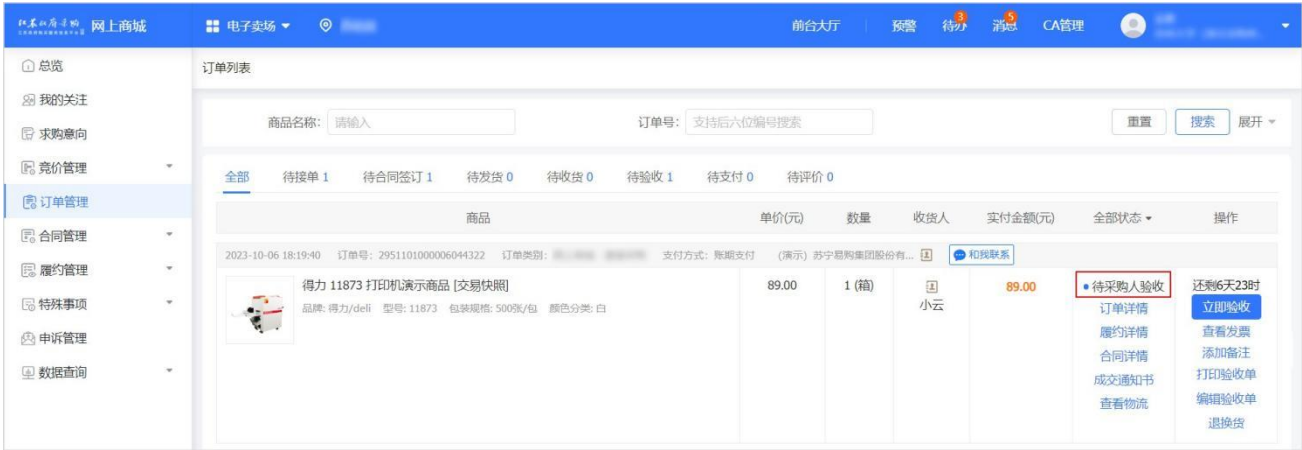 网上商城 电子卖场 前台大厅 预警 待办 3 消息 5 CA管理
总览
我的关注
求购意向
竞价管理
订单管理
合同管理
履约管理
特殊事项
申诉管理
数据查询
订单列表
商品名称: 请输入 订单号: 支持后六位编号搜索 重置 搜索 展开
全部 待接单 1 待合同签订 1 待发货 0 待收货 0 待验收 1 待支付 0 待评价 0
商品 单价(元) 数量 收货人 实付金额(元) 全部状态 操作
2023-10-06 18:19:40 订单号: 2951101000006044322 订单类别: 支付方式: 账期支付 (演示) 苏宁易购集团股份有... 和我联系
得力 11873 打印机演示商品 [交易快照] 89.00 1 (箱) 小云 89.00
品牌: 得力/deli 型号: 11873 包装规格: 500张/包 颜色分类: 白
待采购人验收
订单详情
履约详情
合同详情
成交通知书
查看物流
还剩6天23时
立即验收
查看发票
添加备注
打印验收单
编辑验收单
退换货